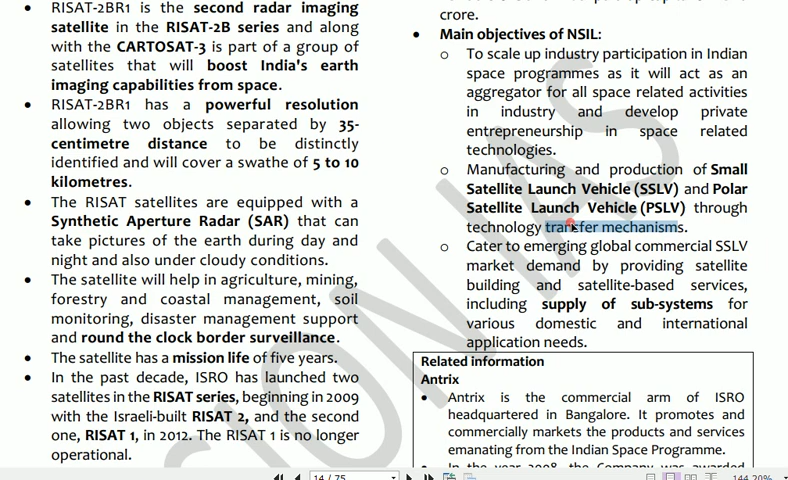 RISAT-2BR1 is the second radar imaging
satellite in the RISAT-2B series and along
with the CARTOSAT-3 is part of a group of
satellites that will boost India's earth
imaging capabilities from space.
RISAT-2BR1 has a powerful resolution
allowing two objects separated by 35-
centimetre distance to be distinctly
identified and will cover a swathe of 5 to 10
kilometres.
The RISAT satellites are equipped with a
Synthetic Aperture Radar (SAR) that can
take pictures of the earth during day and
night and also under cloudy conditions.
The satellite will help in agriculture, mining,
forestry and coastal management, soil
monitoring, disaster management support
and round the clock border surveillance.
The satellite has a mission life of five years.
In the past decade, ISRO has launched two
satellites in the RISAT series, beginning in 2009
with the Israeli-built RISAT 2, and the second
one, RISAT 1, in 2012. The RISAT 1 is no longer
operational.
crore.
Main objectives of NSIL:
To scale up industry participation in Indian
space programmes as it will act as an
aggregator for all space related activities
in industry and develop private
entrepreneurship in space related
technologies.
Manufacturing and production of Small
Satellite Launch Vehicle (SSLV) and Polar
Satellite Launch Vehicle (PSLV) through
technology transfer mechanisms.
Cater to emerging global commercial SSLV
market demand by providing satellite
building and satellite-based services,
including supply of sub-systems for
various domestic and international
application needs.
Related information
Antrix
Antrix is the commercial arm of ISRO
headquartered in Bangalore. It promotes and
commercially markets the products and services
emanating from the Indian Space Programme.
In the year 2008, the Company was awarded
SION IAS
14 / 75
144.20%